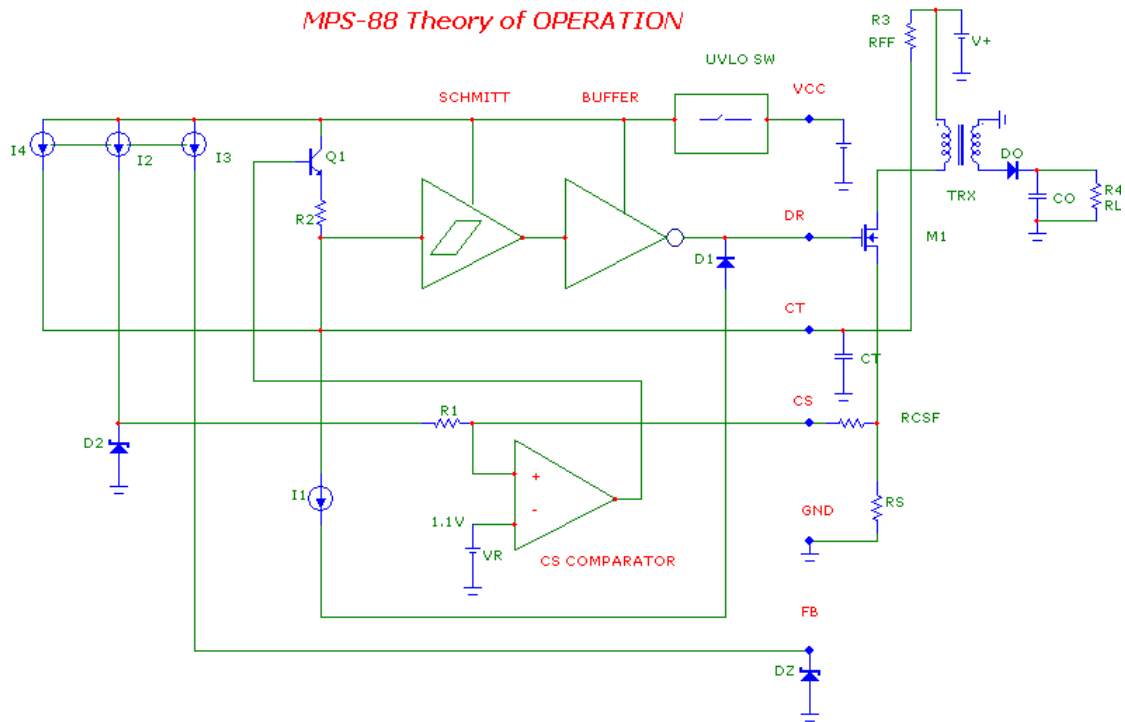 MPS-88 Theory of OPERATION
R3
RFF
V+
UVLO SW
SCHMITT
BUFFER
VCC
I4
I2
I3
Q1
R2
DO
TRX
CO
R4
RL
DR
M1
D1
CT
CT
CS
R1
RCSF
D2
+
-
I1
1.1V
VR
CS COMPARATOR
GND
RS
FB
DZ